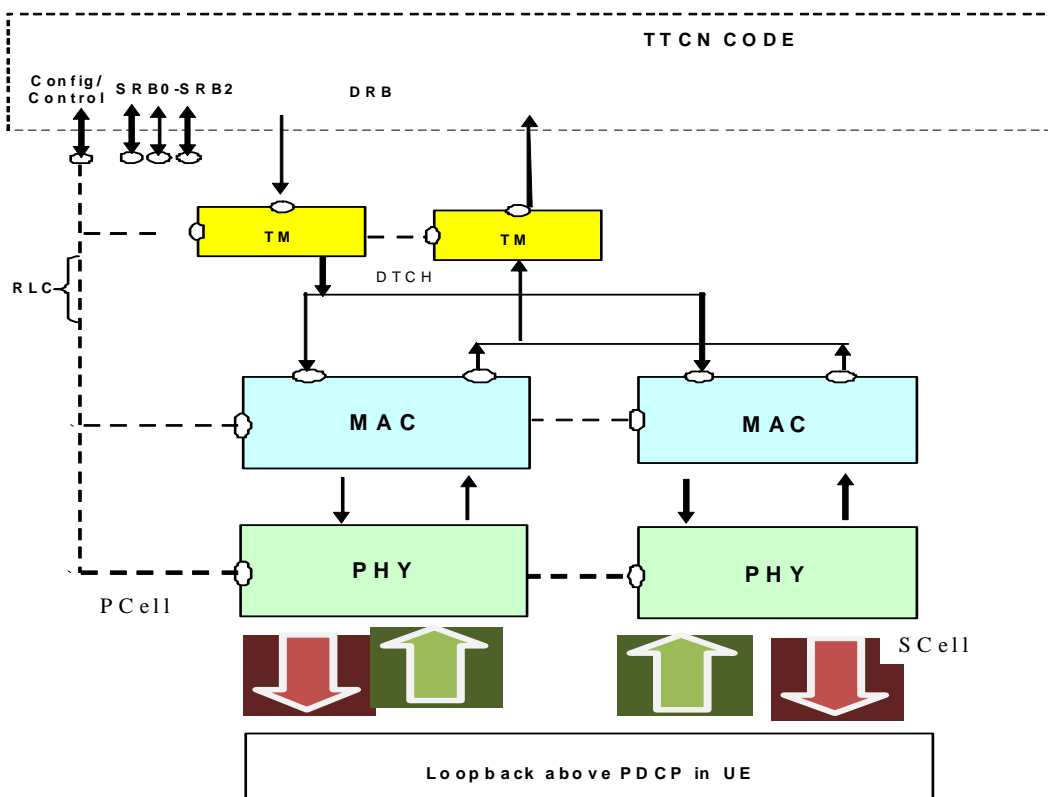 TTCN CODE
Config/
Control
SRB0-SRB2
DRB
TM
TM
DTCH
RLC
MAC
MAC
PHY
PHY
PCell
SCell
Loopback above PDCP in UE